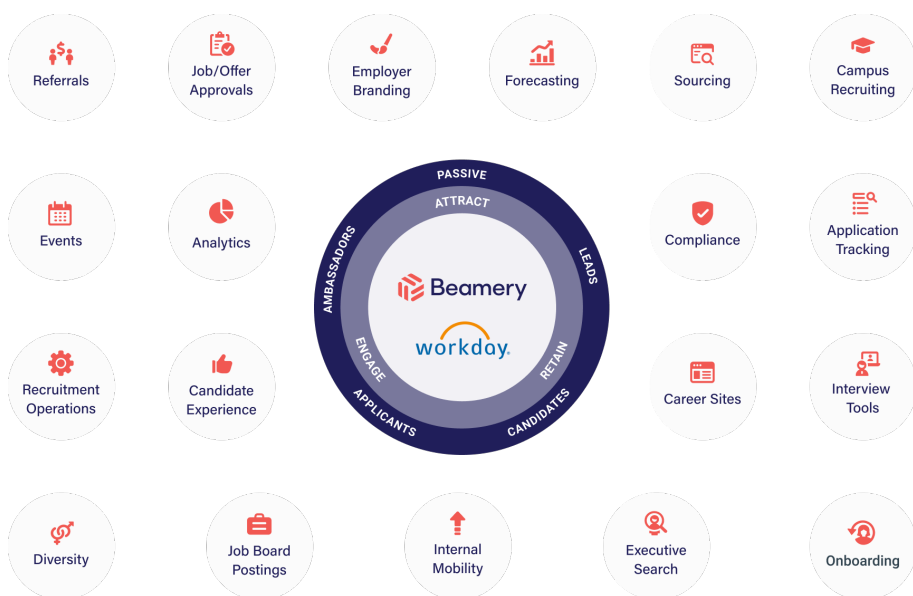 Referrals
Job/Offer
Approvals
Employer
Branding
Forecasting
Sourcing
Campus
Recruiting
Events
Analytics
PASSIVE
ATTRACT
AMBASSADORS
LEADS
Beamery
workday.
ENGAGE
RETAIN
APPLICANTS
CANDIDATES
Compliance
Application
Tracking
Recruitment
Operations
Candidate
Experience
Career Sites
Interview
Tools
Diversity
Job Board
Postings
Internal
Mobility
Executive
Search
Onboarding